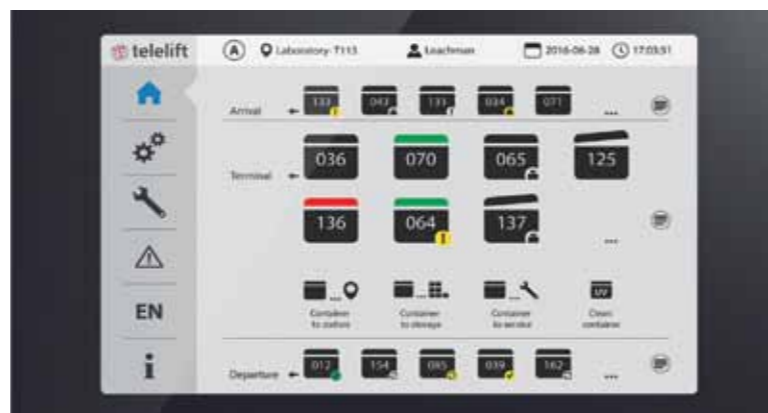 telelift
A Laboratory-T113 Leachman 2016-06-28 17:03:51
Arrival 133 043 133 034 071 ...
Terminal 036 070 065 125
136 064 137 ...
Container to station
Container to storage
Container to service
UV Clean container
EN
i
Departure 012 154 085 039 162 ...